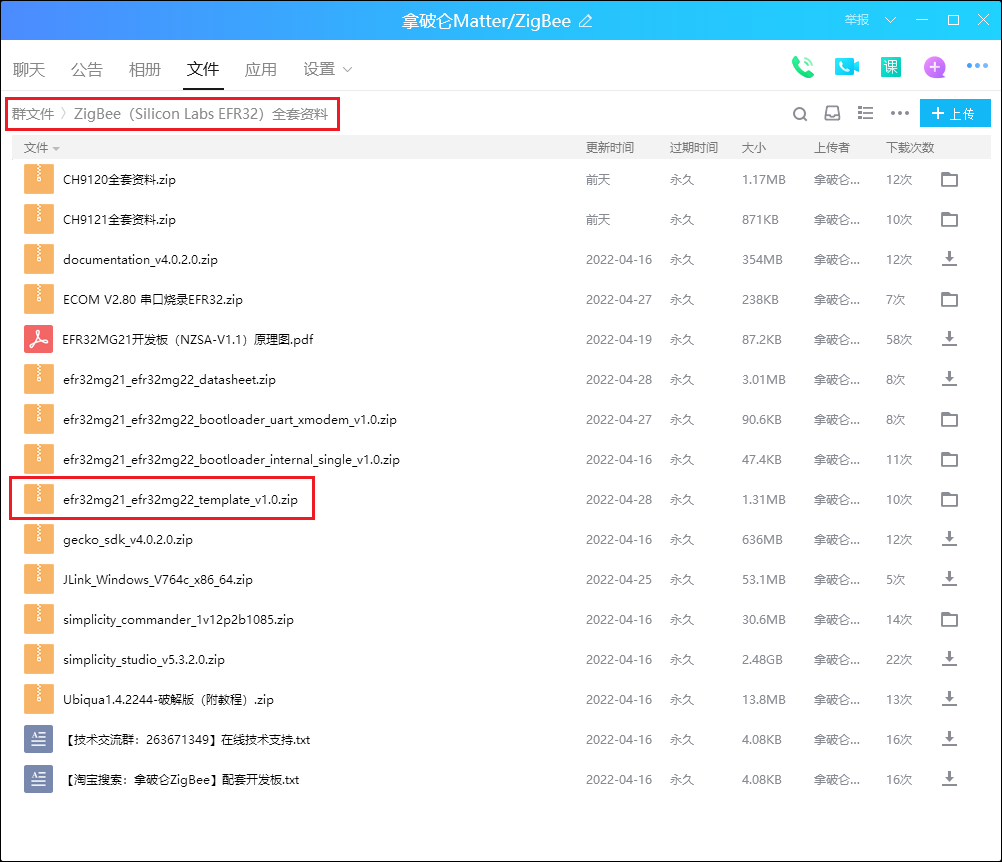 拿破仑Matter/ZigBee 举报
聊天 公告 相册 文件 应用 设置 课
群文件 〉 ZigBee（Silicon Labs EFR32）全套资料 上传
文件 更新时间 过期时间 大小 上传者 下载次数
CH9120全套资料.zip 前天 永久 1.17MB 拿破仑... 12次
CH9121全套资料.zip 前天 永久 871KB 拿破仑... 10次
documentation_v4.0.2.0.zip 2022-04-16 永久 354MB 拿破仑... 12次
ECOM V2.80 串口烧录EFR32.zip 2022-04-27 永久 238KB 拿破仑... 7次
EFR32MG21开发板（NZSA-V1.1）原理图.pdf 2022-04-19 永久 87.2KB 拿破仑... 58次
efr32mg21_efr32mg22_datasheet.zip 2022-04-28 永久 3.01MB 拿破仑... 8次
efr32mg21_efr32mg22_bootloader_uart_xmodem_v1.0.zip 2022-04-27 永久 90.6KB 拿破仑... 8次
efr32mg21_efr32mg22_bootloader_internal_single_v1.0.zip 2022-04-16 永久 47.4KB 拿破仑... 11次
efr32mg21_efr32mg22_template_v1.0.zip 2022-04-28 永久 1.31MB 拿破仑... 10次
gecko_sdk_v4.0.2.0.zip 2022-04-16 永久 636MB 拿破仑... 12次
JLink_Windows_V764c_x86_64.zip 2022-04-25 永久 53.1MB 拿破仑... 5次
simplicity_commander_1v12p2b1085.zip 2022-04-16 永久 30.6MB 拿破仑... 14次
simplicity_studio_v5.3.2.0.zip 2022-04-16 永久 2.48GB 拿破仑... 22次
Ubiqua1.4.2244-破解版（附教程）.zip 2022-04-16 永久 13.8MB 拿破仑... 13次
【技术交流群：263671349】在线技术支持.txt 2022-04-16 永久 4.08KB 拿破仑... 16次
【淘宝搜索：拿破仑ZigBee】配套开发板.txt 2022-04-16 永久 4.08KB 拿破仑... 16次